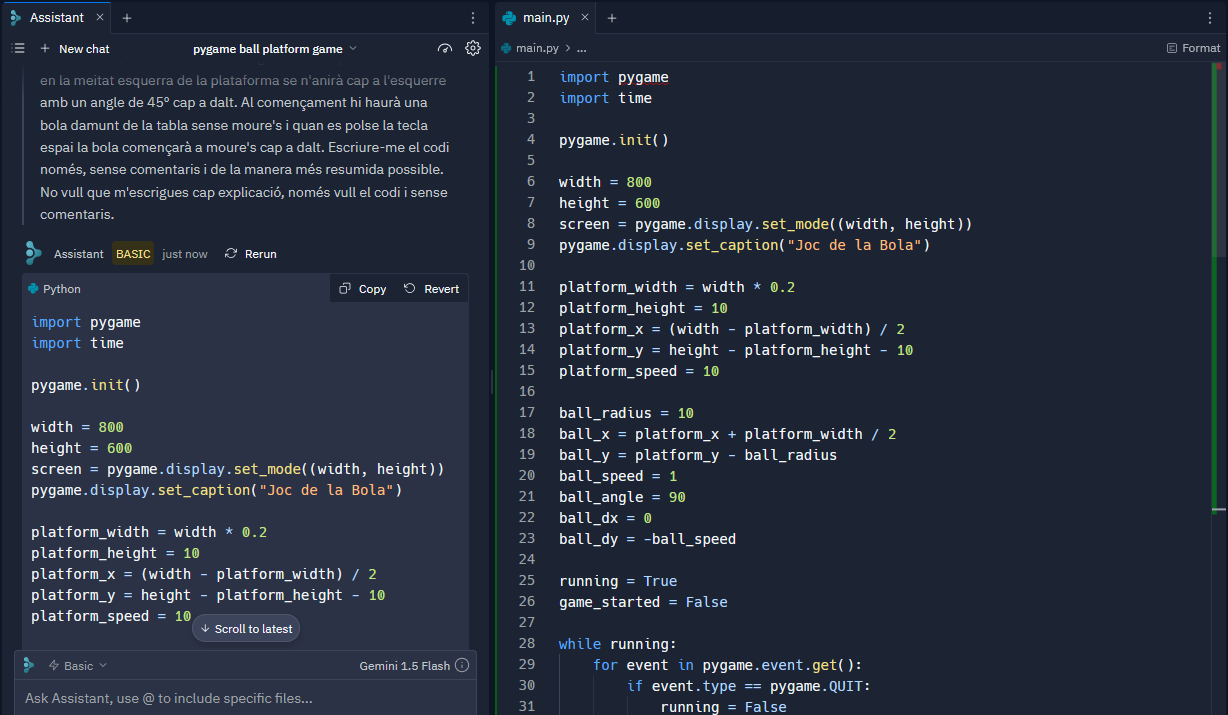 Assistant
New chat
pygame ball platform game
en la meitat esquerra de la plataforma se n'anirà cap a l'esquerre
amb un angle de 45º cap a dalt. Al començament hi haurà una
bola damunt de la tabla sense moure's i quan es polse la tecla
espai la bola començarà a moure's cap a dalt. Escriure-me el codi
només, sense comentaris i de la manera més resumida possible.
No vull que m'escrigues cap explicació, només vull el codi i sense
comentaris.
Assistant BASIC just now Rerun
Python Copy Revert
import pygame
import time
pygame.init()
width = 800
height = 600
screen = pygame.display.set_mode((width, height))
pygame.display.set_caption("Joc de la Bola")
platform_width = width * 0.2
platform_height = 10
platform_x = (width - platform_width) / 2
platform_y = height - platform_height - 10
platform_speed = 10
Scroll to latest
Basic Gemini 1.5 Flash
Ask Assistant, use @ to include specific files...
main.py
main.py > ... Format
1 import pygame
2 import time
3
4 pygame.init()
5
6 width = 800
7 height = 600
8 screen = pygame.display.set_mode((width, height))
9 pygame.display.set_caption("Joc de la Bola")
10
11 platform_width = width * 0.2
12 platform_height = 10
13 platform_x = (width - platform_width) / 2
14 platform_y = height - platform_height - 10
15 platform_speed = 10
16
17 ball_radius = 10
18 ball_x = platform_x + platform_width / 2
19 ball_y = platform_y - ball_radius
20 ball_speed = 1
21 ball_angle = 90
22 ball_dx = 0
23 ball_dy = -ball_speed
24
25 running = True
26 game_started = False
27
28 while running:
29 for event in pygame.event.get():
30 if event.type == pygame.QUIT:
31 running = False